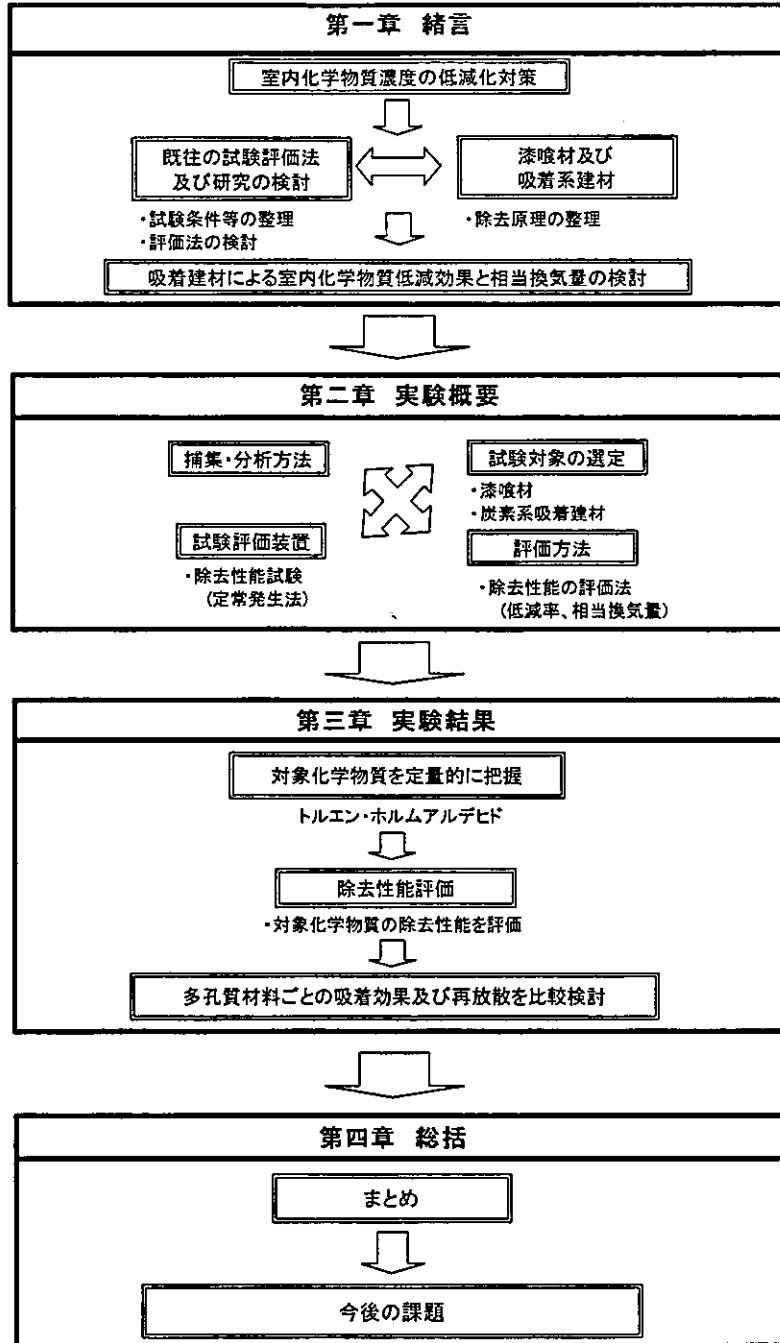 第一章 緒言
室内化学物質濃度の低減化対策
既往の試験評価法
及び研究の検討
漆喰材及び
吸着系建材
・試験条件等の整理
・評価法の検討
・除去原理の整理
吸着建材による室内化学物質低減効果と相当換気量の検討
第二章 実験概要
捕集・分析方法
試験対象の選定
・漆喰材
・炭素系吸着建材
試験評価装置
・除去性能試験
(定常発生法)
評価方法
・除去性能の評価法
(低減率、相当換気量)
第三章 実験結果
対象化学物質を定量的に把握
トルエン・ホルムアルデヒド
除去性能評価
・対象化学物質の除去性能を評価
多孔質材料ごとの吸着効果及び再放散を比較検討
第四章 総括
まとめ
今後の課題